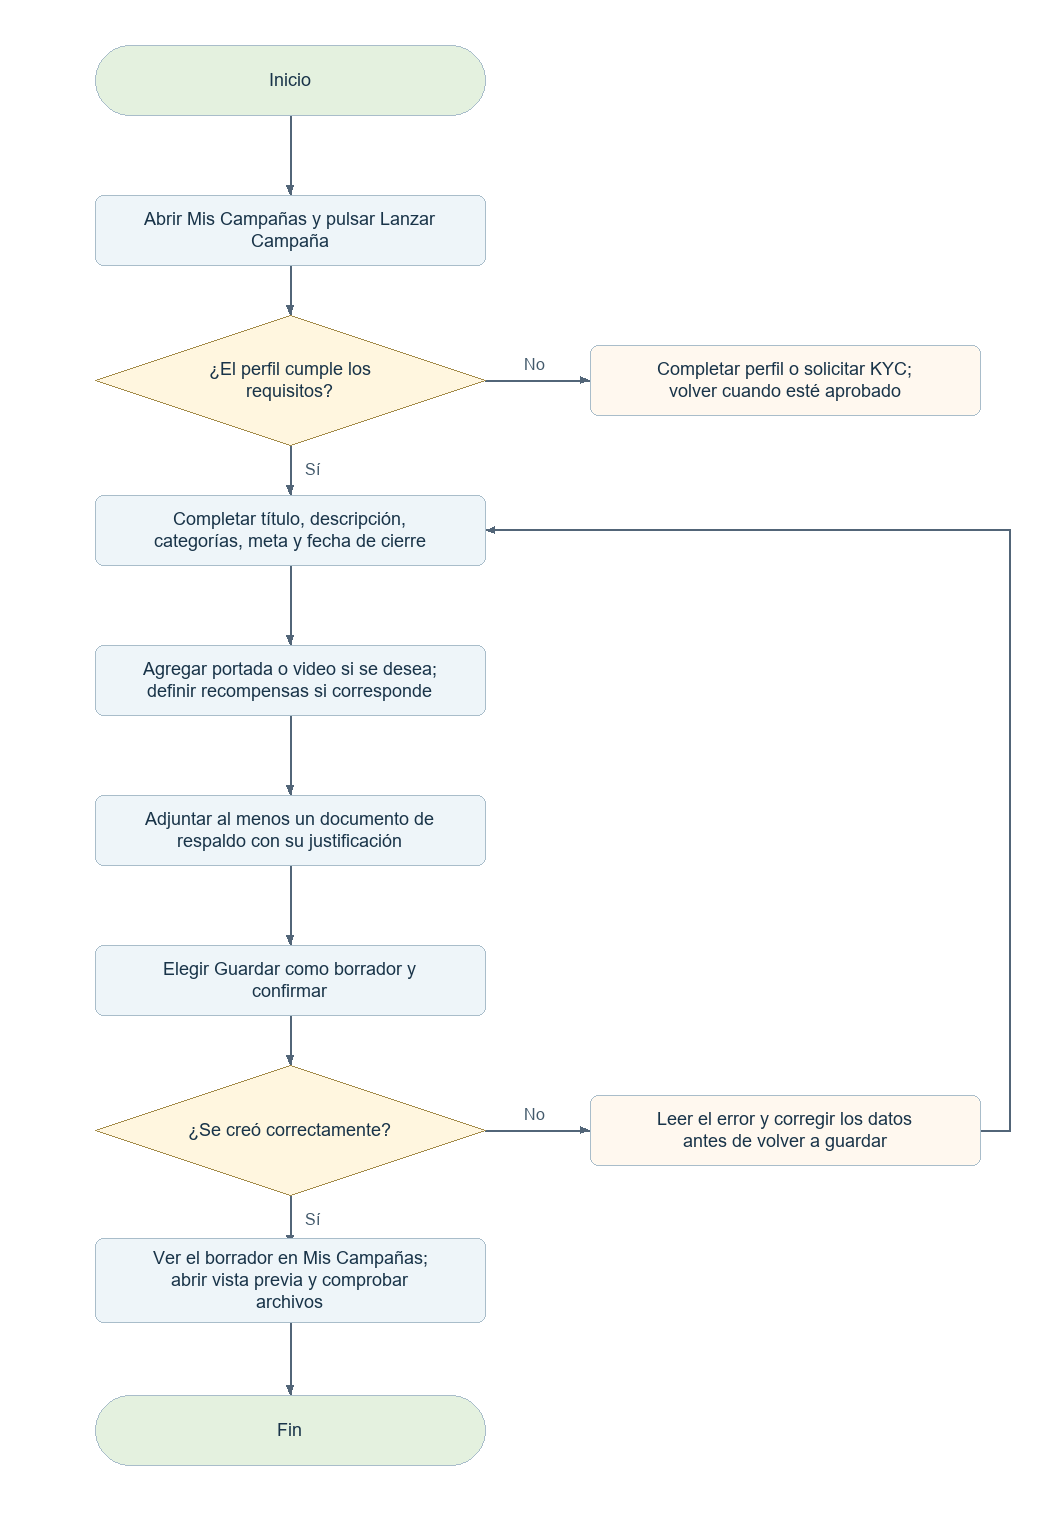 Inicio
Abrir Mis Campañas y pulsar Lanzar
Campaña
¿El perfil cumple los
requisitos?
No
Completar perfil o solicitar KYC;
volver cuando esté aprobado
Sí
Completar título, descripción,
categorías, meta y fecha de cierre
Agregar portada o video si se desea;
definir recompensas si corresponde
Adjuntar al menos un documento de
respaldo con su justificación
Elegir Guardar como borrador y
confirmar
¿Se creó correctamente?
No
Leer el error y corregir los datos
antes de volver a guardar
Sí
Ver el borrador en Mis Campañas;
abrir vista previa y comprobar
archivos
Fin